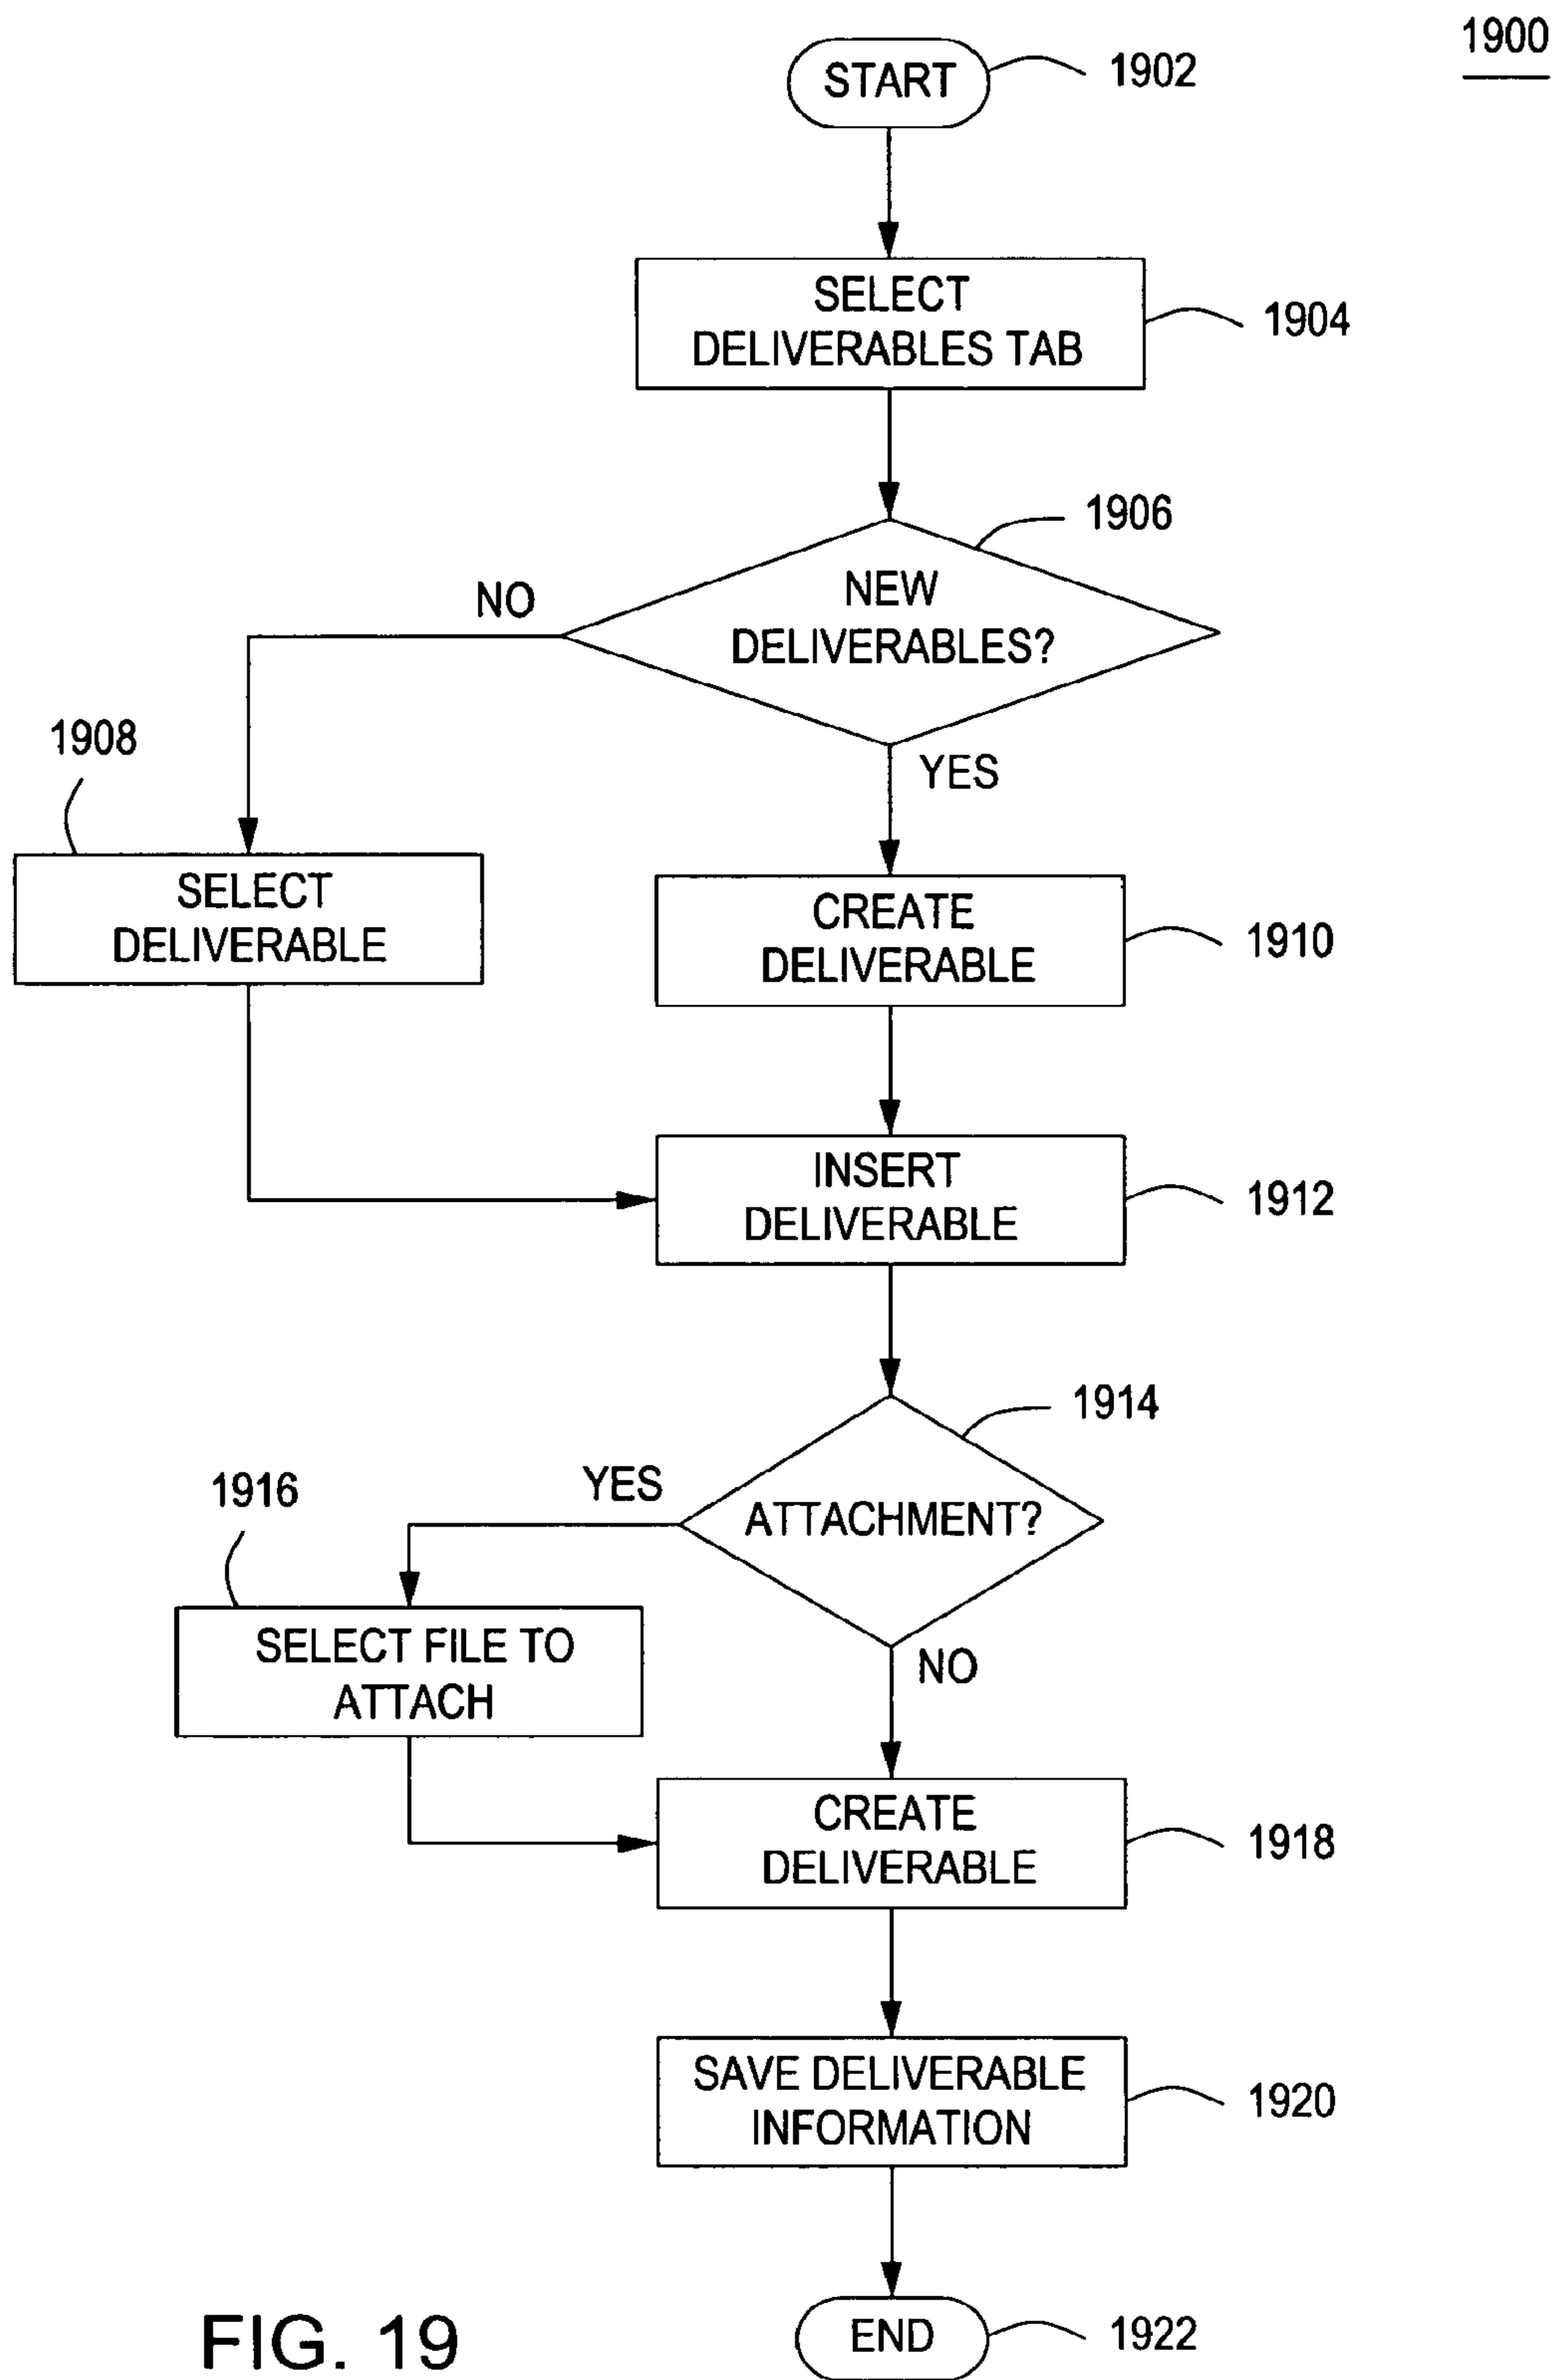 1900
START
1902
SELECT
DELIVERABLES TAB
1904
1906
NEW
DELIVERABLES?
NO
YES
1908
SELECT
DELIVERABLE
CREATE
DELIVERABLE
1910
INSERT
DELIVERABLE
1912
1914
ATTACHMENT?
YES
NO
1916
SELECT FILE TO
ATTACH
CREATE
DELIVERABLE
1918
SAVE DELIVERABLE
INFORMATION
1920
END
1922
FIG. 19